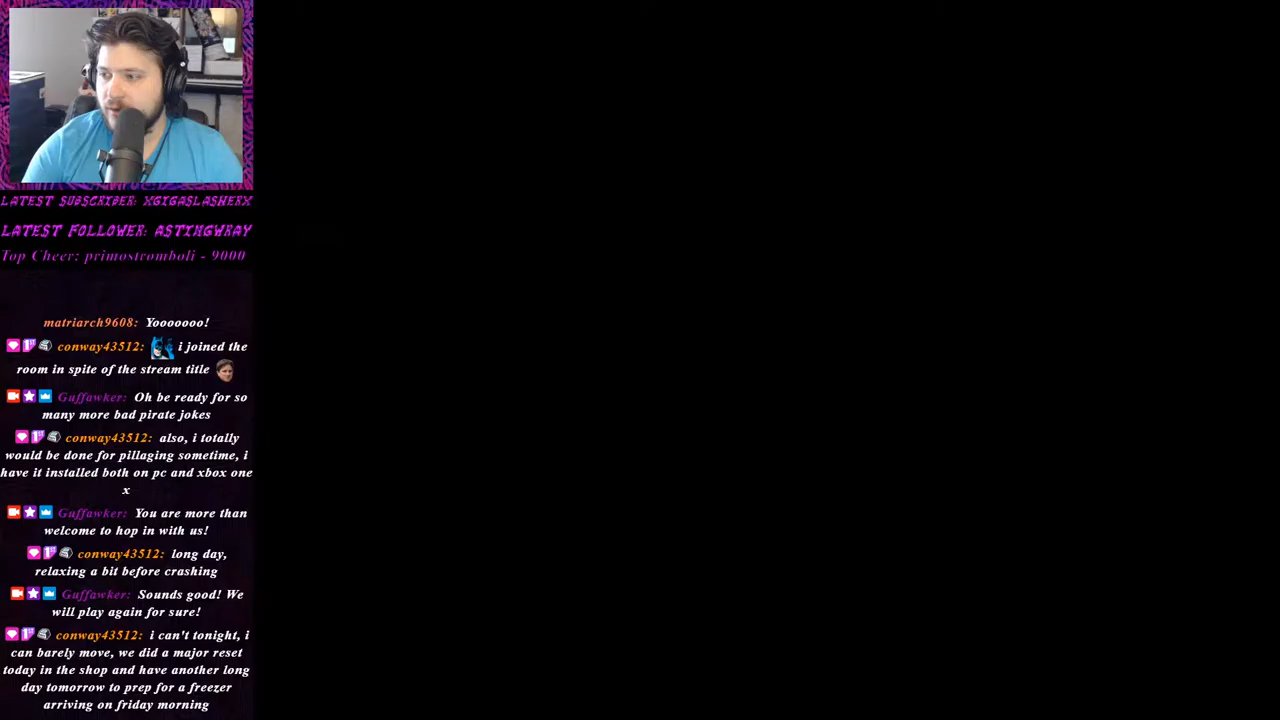 LATEST SUBSCRIBER: XGIGASLASHERX
LATEST FOLLOWER: ASTINGWRAY
Top Cheer: primostromboli - 9000
matriarch9608: Yooooooo!
conway43512: i joined the
room in spite of the stream title
Guffawker: Oh be ready for so
many more bad pirate jokes
conway43512: also, i totally
would be done for pillaging sometime, i
have it installed both on pc and xbox one
x
Guffawker: You are more than
welcome to hop in with us!
conway43512: long day,
relaxing a bit before crashing
Guffawker: Sounds good! We
will play again for sure!
conway43512: i can't tonight, i
can barely move, we did a major reset
today in the shop and have another long
day tomorrow to prep for a freezer
arriving on friday morning